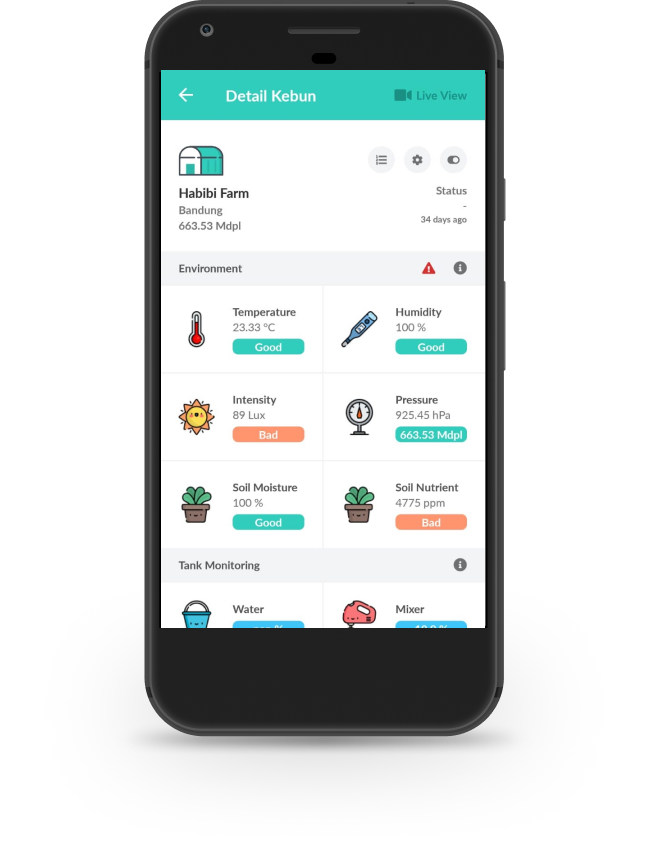 Detail Kebun
Live View
Habibi Farm
Bandung
663.53 Mdpl
Status
-
34 days ago
Environment
Temperature
23.33 °C
Good
Humidity
100 %
Good
Intensity
89 Lux
Bad
Pressure
925.45 hPa
663.53 Mdpl
Soil Moisture
100 %
Good
Soil Nutrient
4775 ppm
Bad
Tank Monitoring
Water
Mixer